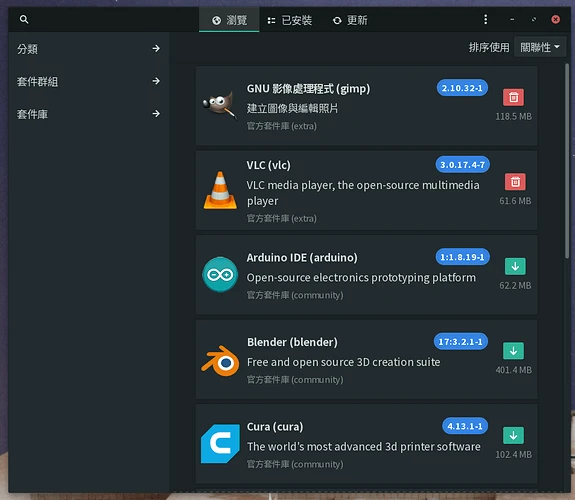 瀏覽
已安裝
更新
分類
套件群組
套件庫
排序使用 關聯性
GNU 影像處理程式 (gimp)
2.10.32-1
建立圖像與編輯照片
官方套件庫 (extra)
118.5 MB
VLC (vlc)
3.0.17.4-7
VLC media player, the open-source multimedia
player
官方套件庫 (extra)
61.6 MB
Arduino IDE (arduino)
1:1.8.19-1
Open-source electronics prototyping platform
官方套件庫 (community)
62.2 MB
Blender (blender)
17:3.2.1-1
Free and open source 3D creation suite
官方套件庫 (community)
401.4 MB
Cura (cura)
4.13.1-1
The world's most advanced 3d printer software
官方套件庫 (community)
102.4 MB